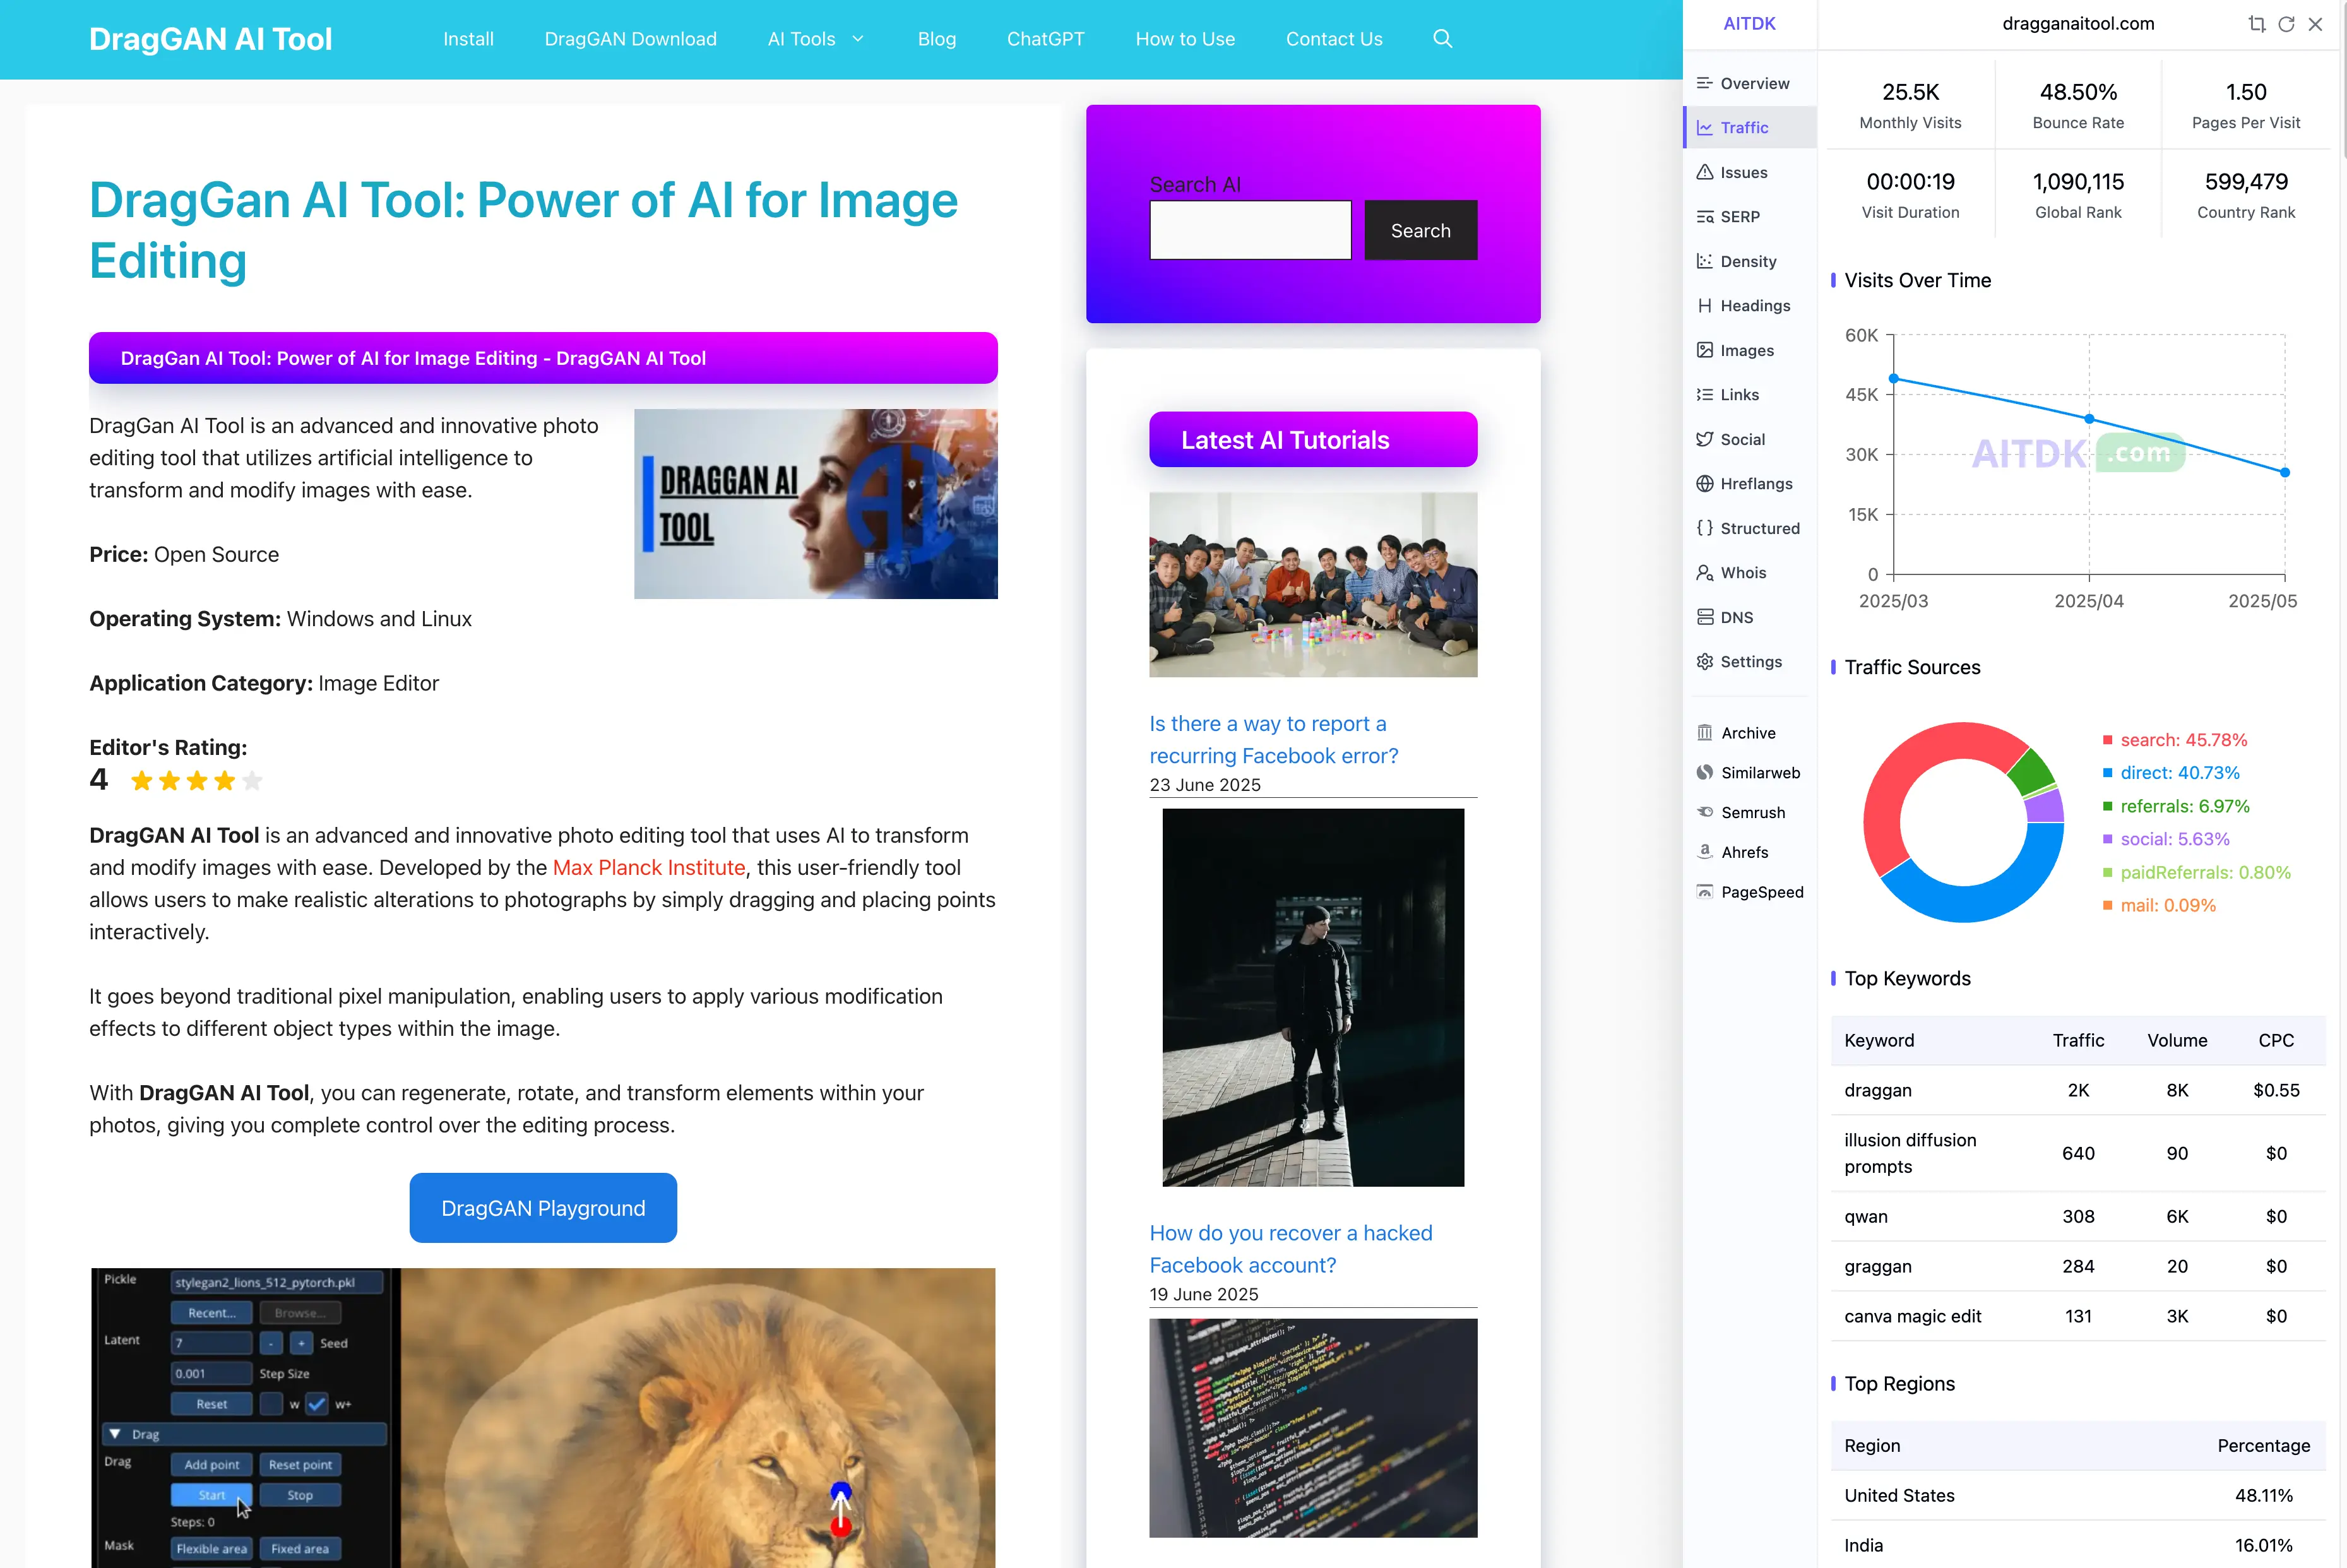 DragGAN AI Tool
Install
DragGAN Download
AI Tools
Blog
ChatGPT
How to Use
Contact Us
DragGan AI Tool: Power of AI for Image
Editing
DragGan AI Tool: Power of AI for Image Editing - DragGAN AI Tool
DragGan AI Tool is an advanced and innovative photo
editing tool that utilizes artificial intelligence to
transform and modify images with ease.
DRAGGAN AI
TOOL
Price: Open Source
Operating System: Windows and Linux
Application Category: Image Editor
Editor's Rating:
4
DragGAN AI Tool is an advanced and innovative photo editing tool that uses AI to transform
and modify images with ease. Developed by the Max Planck Institute, this user-friendly tool
allows users to make realistic alterations to photographs by simply dragging and placing points
interactively.
It goes beyond traditional pixel manipulation, enabling users to apply various modification
effects to different object types within the image.
With DragGAN AI Tool, you can regenerate, rotate, and transform elements within your
photos, giving you complete control over the editing process.
DragGAN Playground
Pickle stylegan2_lions_512_pytorch.pkl
Recent... Browse...
Latent 7 - + Seed
0.001 Step Size
Reset w w+
Drag
Drag Add point Reset point
Start Stop
Steps: 0
Mask Flexible area Fixed area
Search AI
Search
Latest AI Tutorials
Is there a way to report a
recurring Facebook error?
23 June 2025
How do you recover a hacked
Facebook account?
19 June 2025
AITDK
Overview
Traffic
Issues
SERP
Density
Headings
Images
Links
Social
Hreflangs
Structured
Whois
DNS
Settings
Archive
Similarweb
Semrush
Ahrefs
PageSpeed
dragganaitool.com
25.5K
Monthly Visits
48.50%
Bounce Rate
1.50
Pages Per Visit
00:00:19
Visit Duration
1,090,115
Global Rank
599,479
Country Rank
Visits Over Time
60K
45K
30K
15K
0
2025/03 2025/04 2025/05
AITDK .com
Traffic Sources
search: 45.78%
direct: 40.73%
referrals: 6.97%
social: 5.63%
paidReferrals: 0.80%
mail: 0.09%
Top Keywords
Keyword Traffic Volume CPC
draggan 2K 8K $0.55
illusion diffusion
prompts 640 90 $0
qwan 308 6K $0
graggan 284 20 $0
canva magic edit 131 3K $0
Top Regions
Region Percentage
United States 48.11%
India 16.01%